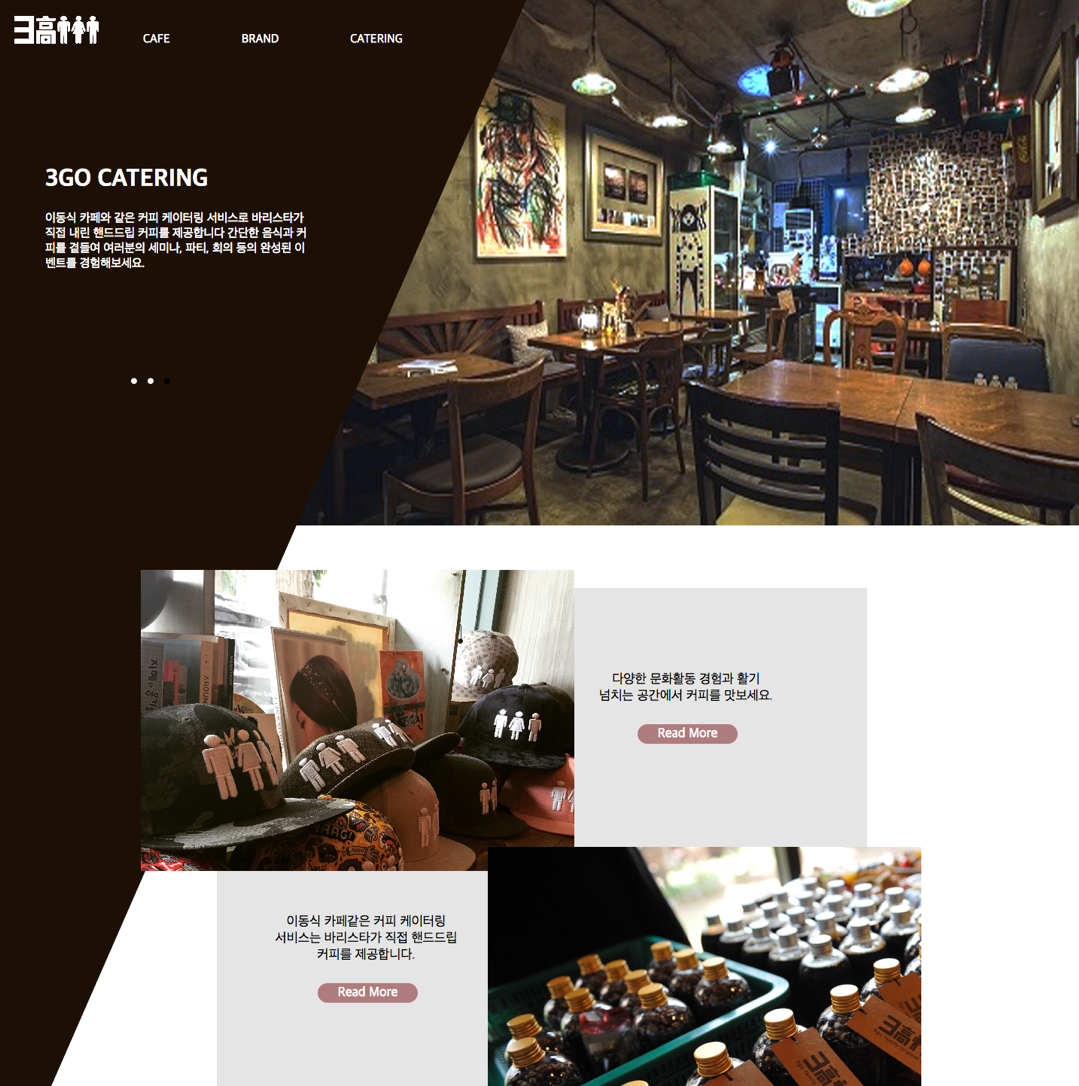 3高
CAFE
BRAND
CATERING
3GO CATERING
이동식 카페와 같은 커피 케이터링 서비스로 바리스타가
직접 내린 핸드드립 커피를 제공합니다 간단한 음식과 커
피를 곁들여 여러분의 세미나, 파티, 회의 등의 완성된 이
벤트를 경험해보세요.
다양한 문화활동 경험과 활기
넘치는 공간에서 커피를 맛보세요.
Read More
이동식 카페같은 커피 케이터링
서비스는 바리스타가 직접 핸드드립
커피를 제공합니다.
Read More
3高